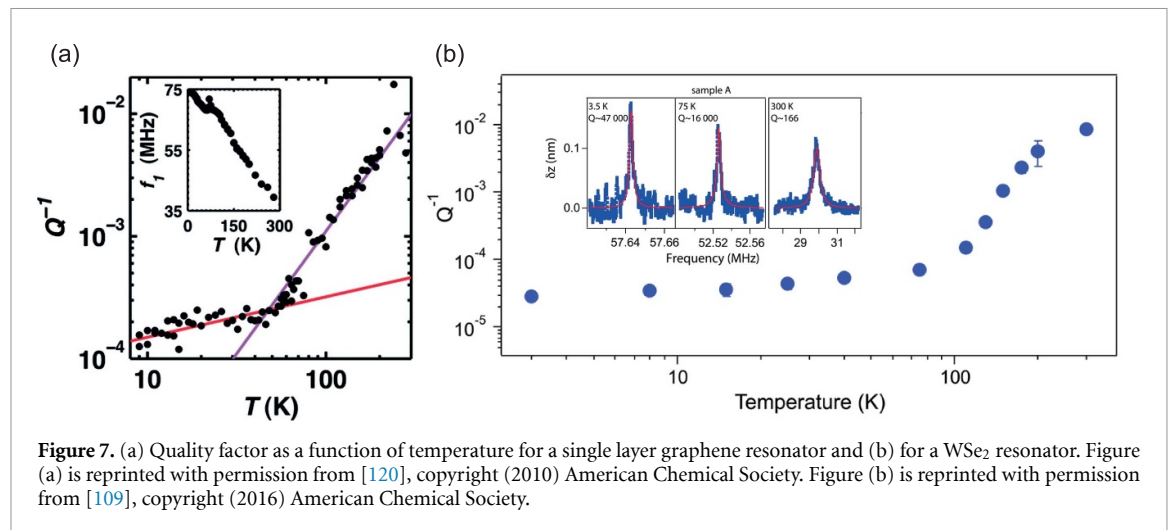 (a)
(b)
10⁻²
10⁻³
10⁻⁴
Q⁻¹
10
100
T (K)
75
55
35
f₁ (MHz)
0
150
300
T (K)
10⁻²
10⁻³
10⁻⁴
10⁻⁵
Q⁻¹
10
100
Temperature (K)
sample A
3.5 K
Q~47 000
75 K
Q~16 000
300 K
Q~166
0.1
0.0
δz (nm)
57.64
57.66
52.52
52.56
29
31
Frequency (MHz)
Figure 7. (a) Quality factor as a function of temperature for a single layer graphene resonator and (b) for a WSe₂ resonator. Figure
(a) is reprinted with permission from [120], copyright (2010) American Chemical Society. Figure (b) is reprinted with permission
from [109], copyright (2016) American Chemical Society.